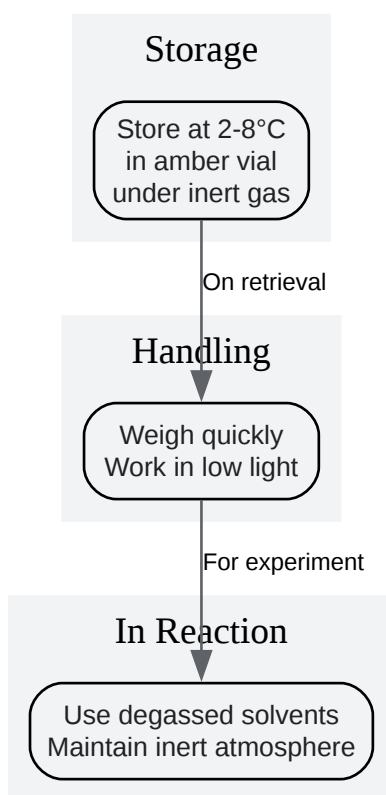 Storage
Store at 2-8°C
in amber vial
under inert gas
On retrieval
Handling
Weigh quickly
Work in low light
For experiment
In Reaction
Use degassed solvents
Maintain inert atmosphere